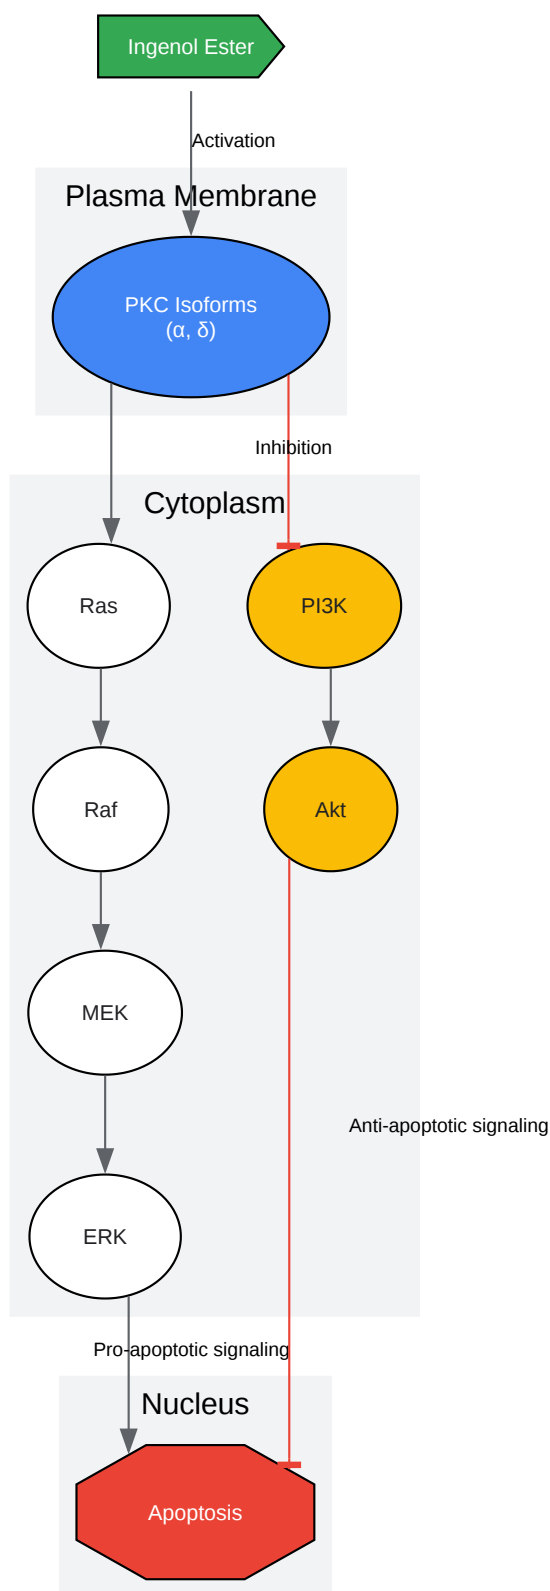 Ingenol Ester
Activation
Plasma Membrane
PKC Isoforms
(α, δ)
Inhibition
Cytoplasm
Ras
PI3K
Raf
Akt
MEK
Anti-apoptotic signaling
ERK
Pro-apoptotic signaling
Nucleus
Apoptosis